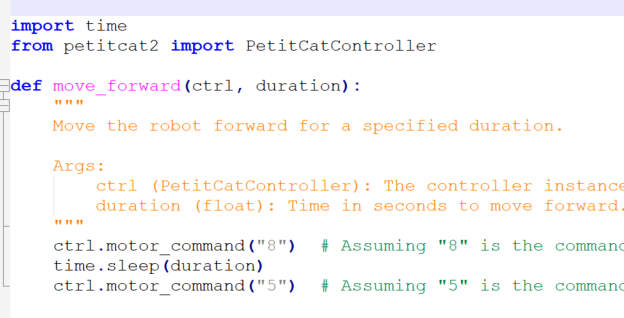 import time
from petitcat2 import PetitCatController
def move_forward(ctrl, duration):
"""
Move the robot forward for a specified duration.
Args:
ctrl (PetitCatController): The controller instance
duration (float): Time in seconds to move forward.
"""
ctrl.motor_command("8")  # Assuming "8" is the command
time.sleep(duration)
ctrl.motor_command("5")  # Assuming "5" is the command